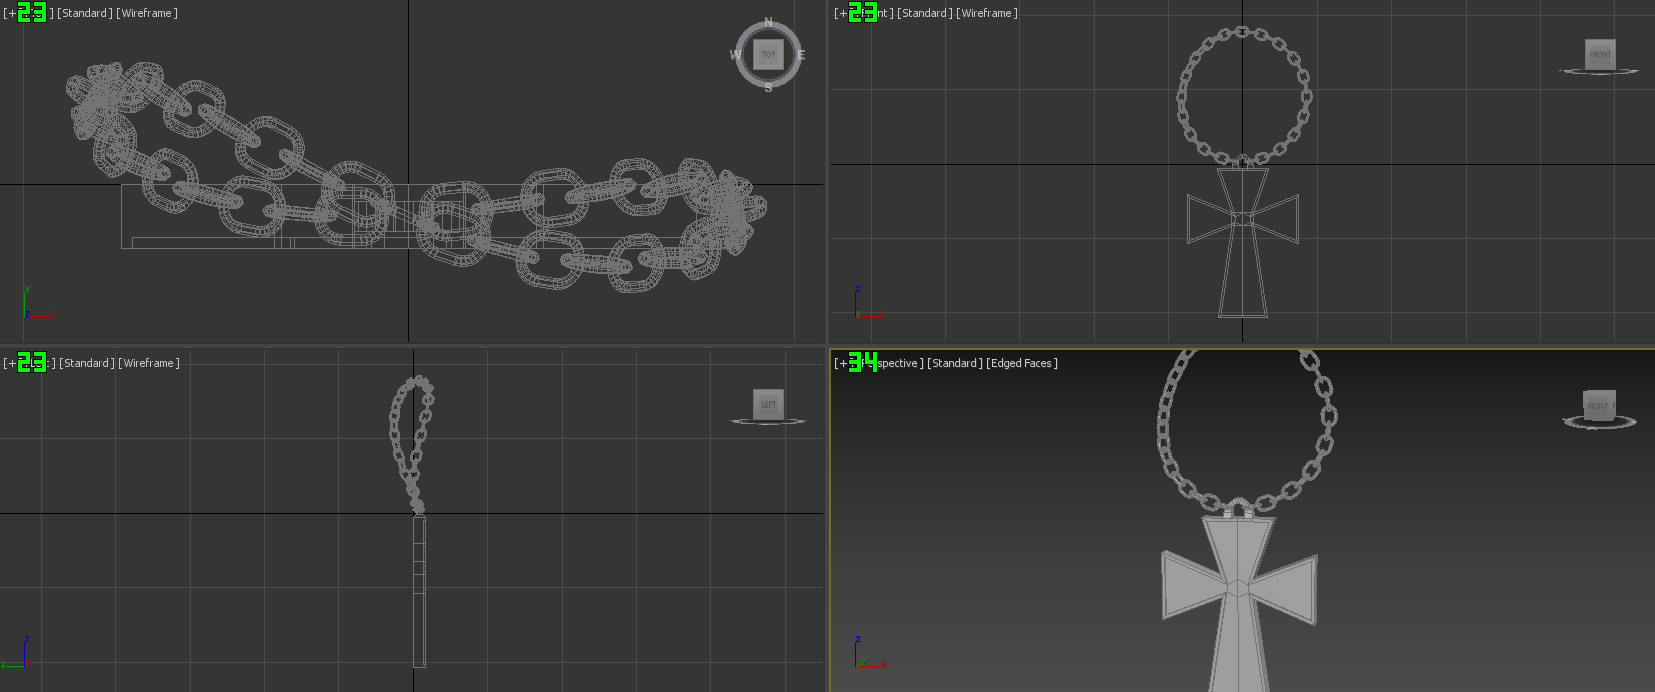 [+] [Standard] [Wireframe]
23
N
W TOP E
S
[+] nt] [Standard] [Wireframe]
23
FRONT
y
z x
z
y x
[+] [Standard] [Wireframe]
23
LEFT
[+] spective] [Standard] [Edged Faces]
34
FRONT
z
y
z
y x